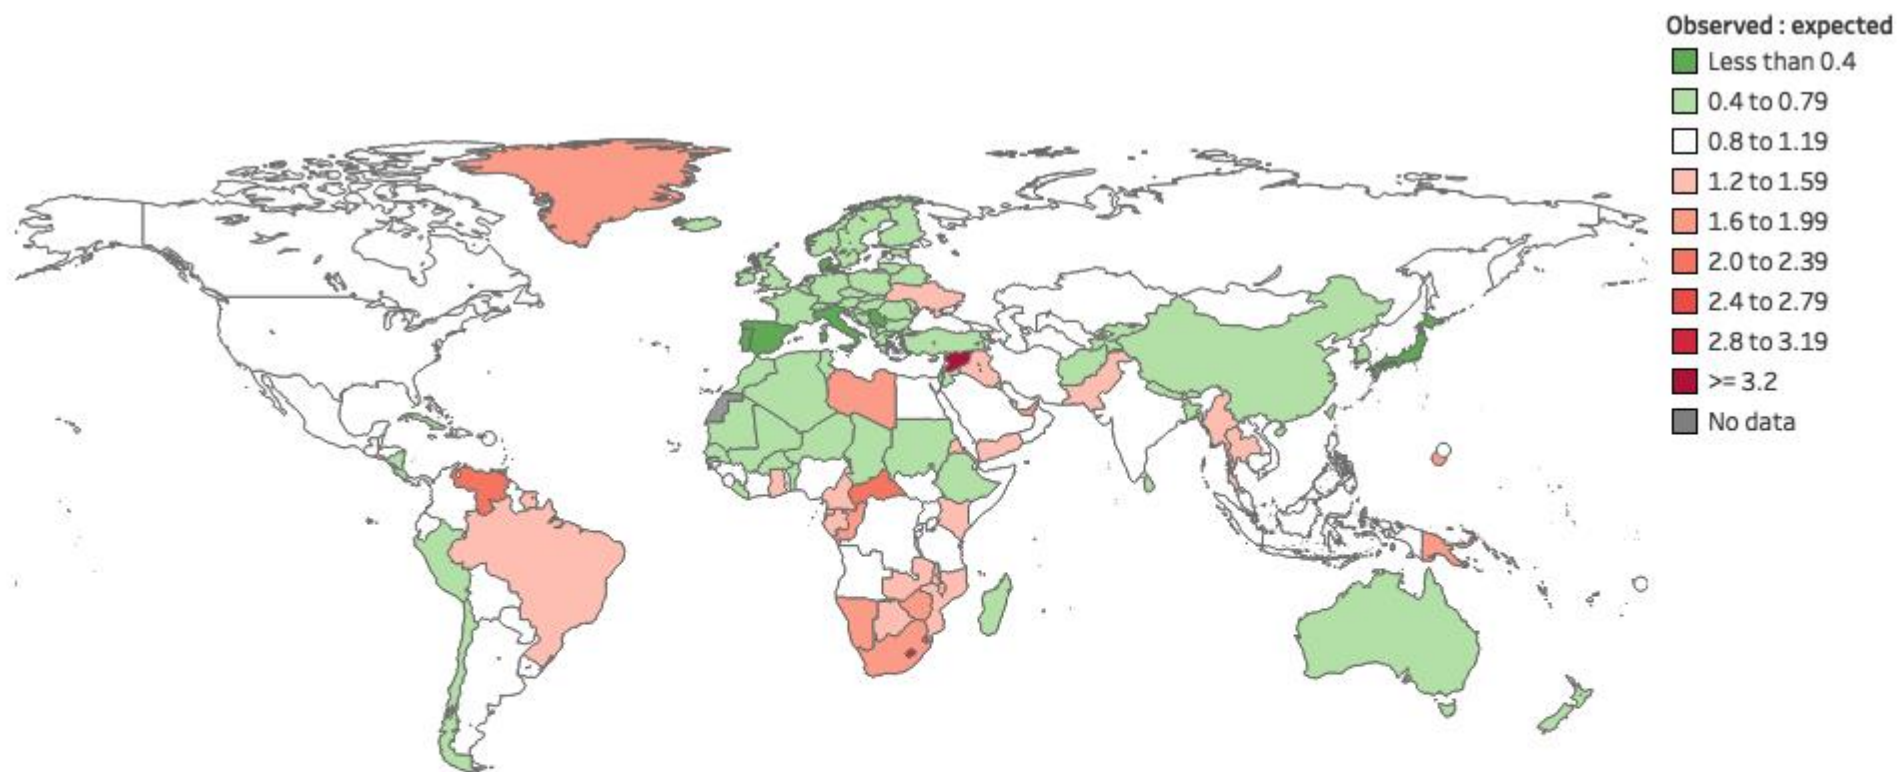 Observed : expected
Less than 0.4
0.4 to 0.79
0.8 to 1.19
1.2 to 1.59
1.6 to 1.99
2.0 to 2.39
2.4 to 2.79
2.8 to 3.19
>= 3.2
No data